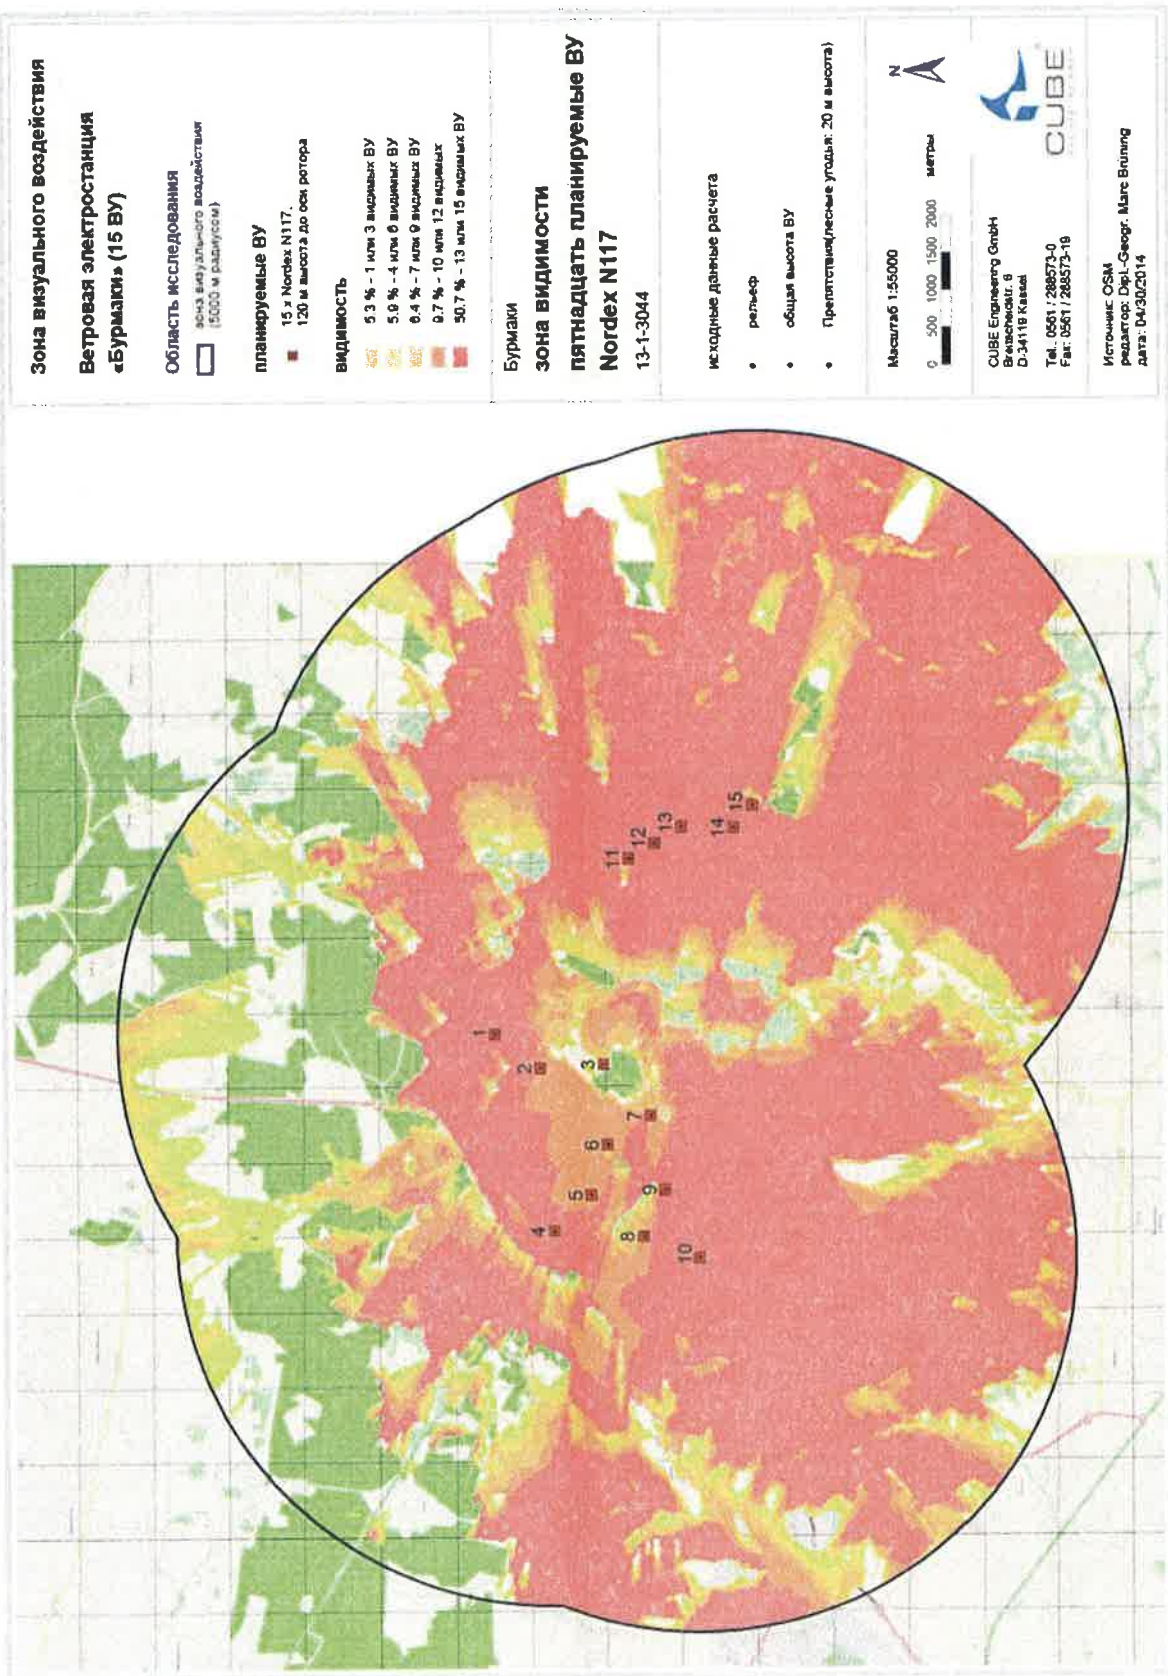 Зона визуального воздействия
Ветровая электростанция
«Бурмаки» (15 ВУ)
Область исследования
зона визуального воздействия
(5000 м радиусом)
планируемые ВУ
15 x Nordex N117.
120 м высота до оси ротора
видимость
5.3 % - 1 или 3 видимых ВУ
5.9 % - 4 или 6 видимых ВУ
6.4 % - 7 или 9 видимых ВУ
9.7 % - 10 или 12 видимых
50.7 % - 13 или 15 видимых ВУ
Бурмаки
зона видимости
пятнадцать планируемые ВУ
Nordex N117
13-1-3044
исходные данные расчета
• рельеф
• общая высота ВУ
• Препятствия(лесные угодья: 20 м высота)
Масштаб 1:55000
N
0 500 1000 1500 2000 метры
CUBE Engineering GmbH
Breitscheidstr. 6
D-34119 Kassel
Tel.: 0561 / 288573-0
Fax: 0561 / 288573-19
CUBE
Источник: OSM
редактор: Dipl.-Geogr. Marc Brüning
дата: 04/30/2014
1
2
3
4
5
6
7
8
9
10
11
12
13
14
15